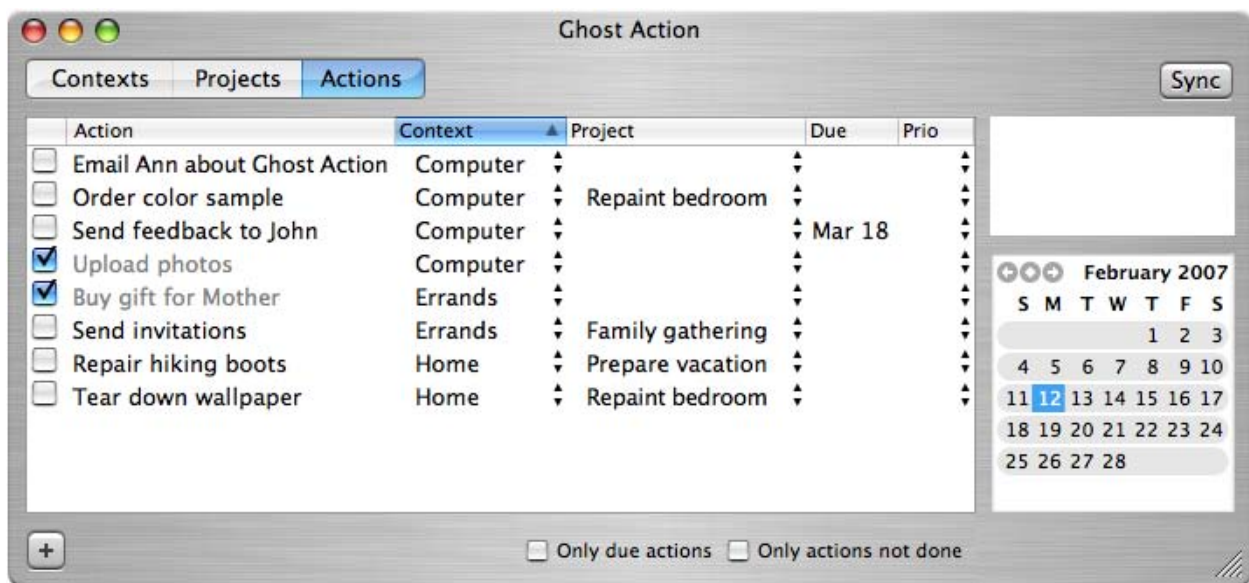 Ghost Action
Contexts Projects Actions Sync
Action Context Project Due Prio
Email Ann about Ghost Action Computer
Order color sample Computer Repaint bedroom
Send feedback to John Computer Mar 18
Upload photos Computer
Buy gift for Mother Errands
Send invitations Errands Family gathering
Repair hiking boots Home Prepare vacation
Tear down wallpaper Home Repaint bedroom
February 2007
S M T W T F S
1 2 3
4 5 6 7 8 9 10
11 12 13 14 15 16 17
18 19 20 21 22 23 24
25 26 27 28
+ Only due actions Only actions not done